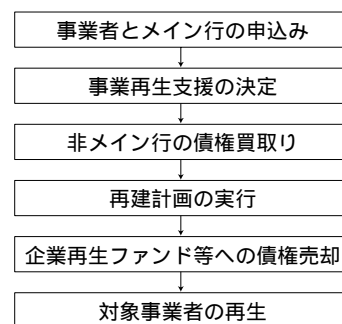 事業者とメイン行の申込み
事業再生支援の決定
非メイン行の債権買取り
再建計画の実行
企業再生ファンド等への債権売却
対象事業者の再生